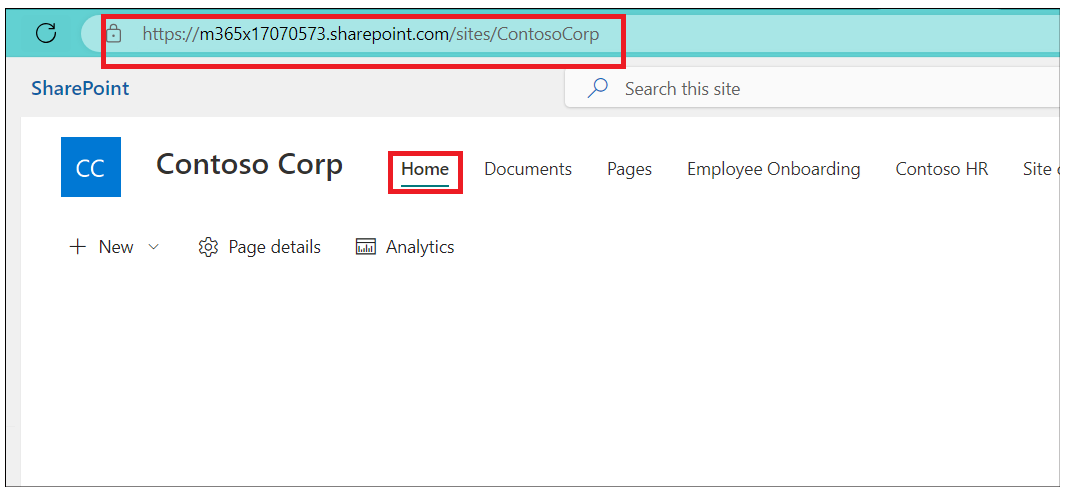 https://m365x17070573.sharepoint.com/sites/ContosoCorp
SharePoint
Search this site
CC
Contoso Corp
Home Documents Pages Employee Onboarding Contoso HR Site
New Page details Analytics